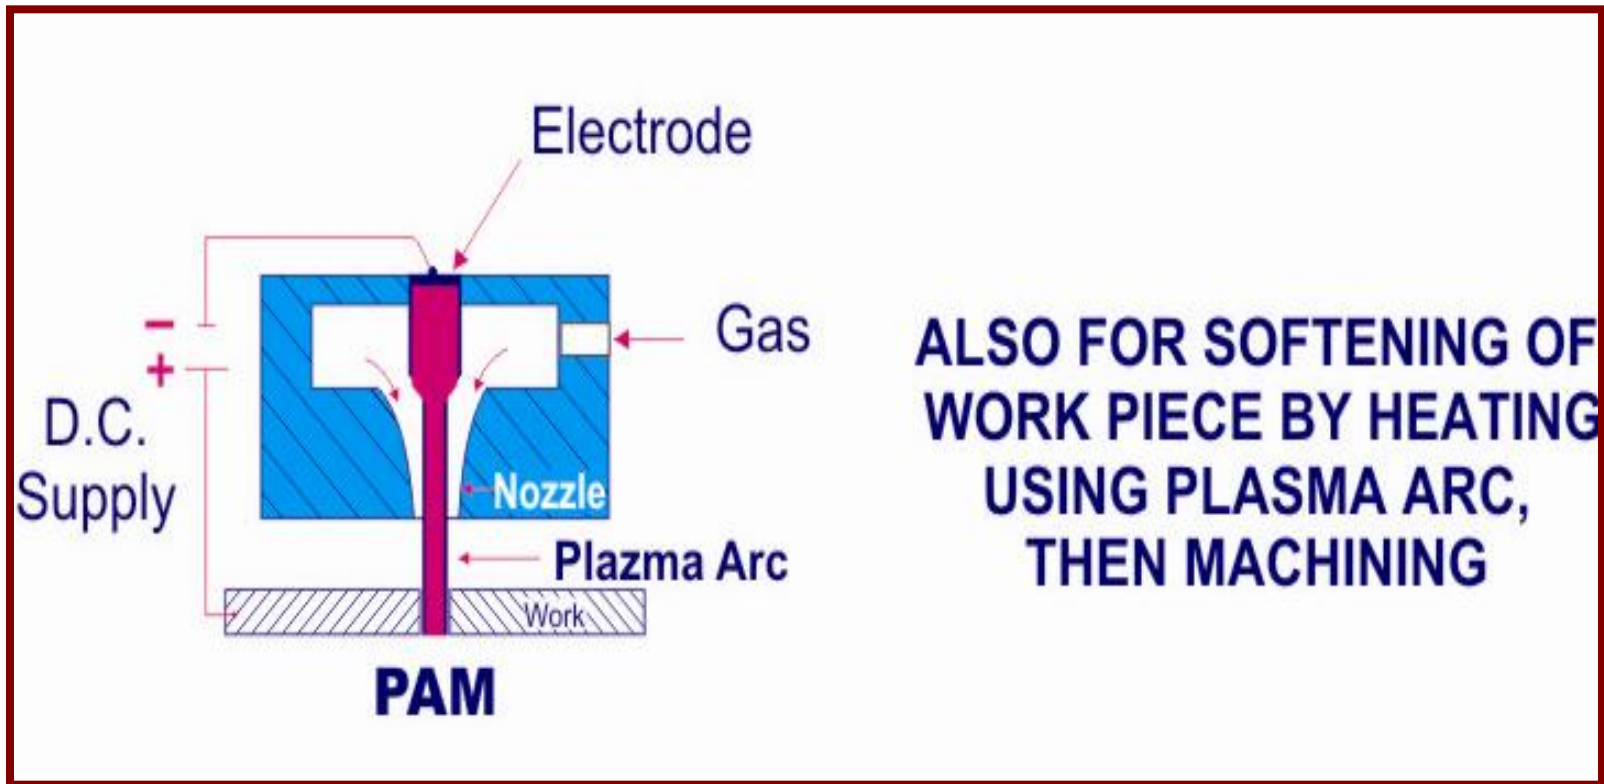 Electrode
Gas
−
+
D.C.
Supply
Nozzle
Plazma Arc
Work
PAM
ALSO FOR SOFTENING OF
WORK PIECE BY HEATING
USING PLASMA ARC,
THEN MACHINING